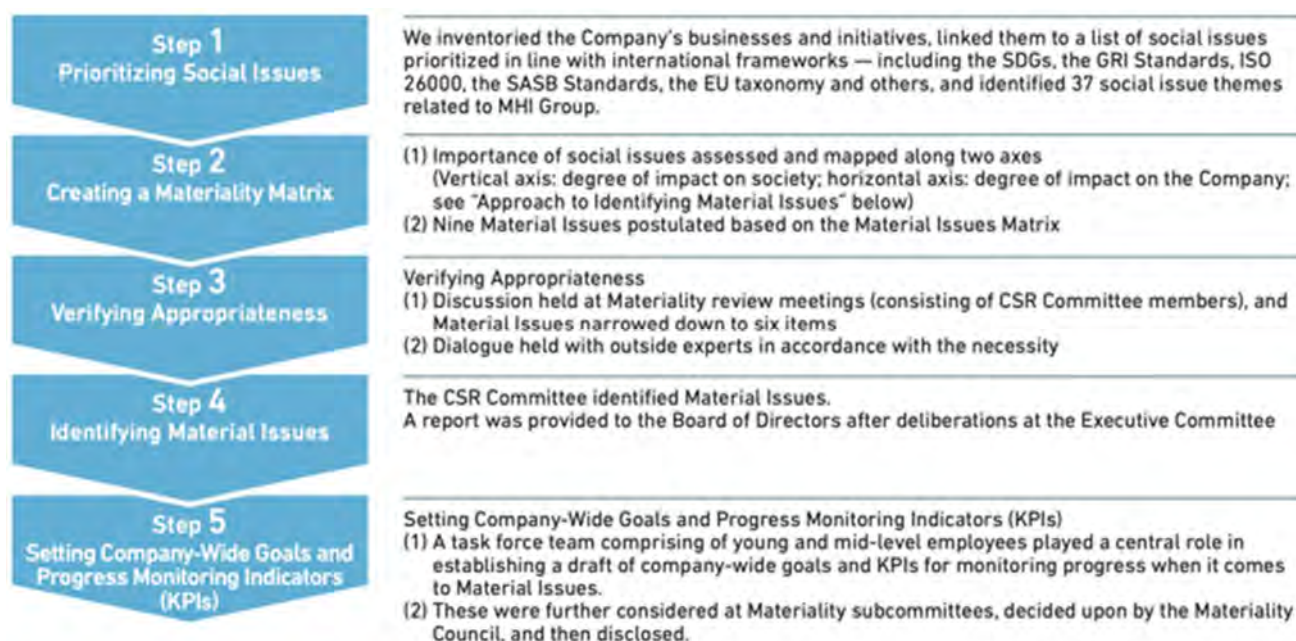 Step 1
Prioritizing Social Issues
We inventoried the Company's businesses and initiatives, linked them to a list of social issues
prioritized in line with international frameworks — including the SDGs, the GRI Standards, ISO
26000, the SASB Standards, the EU taxonomy and others, and identified 37 social issue themes
related to MHI Group.
Step 2
Creating a Materiality Matrix
(1) Importance of social issues assessed and mapped along two axes
(Vertical axis: degree of impact on society; horizontal axis: degree of impact on the Company;
see "Approach to Identifying Material Issues" below)
(2) Nine Material Issues postulated based on the Material Issues Matrix
Step 3
Verifying Appropriateness
Verifying Appropriateness
(1) Discussion held at Materiality review meetings (consisting of CSR Committee members), and
Material Issues narrowed down to six items
(2) Dialogue held with outside experts in accordance with the necessity
Step 4
Identifying Material Issues
The CSR Committee identified Material Issues.
A report was provided to the Board of Directors after deliberations at the Executive Committee
Step 5
Setting Company-Wide Goals and
Progress Monitoring Indicators
(KPIs)
Setting Company-Wide Goals and Progress Monitoring Indicators (KPIs)
(1) A task force team comprising of young and mid-level employees played a central role in
establishing a draft of company-wide goals and KPIs for monitoring progress when it comes
to Material Issues.
(2) These were further considered at Materiality subcommittees, decided upon by the Materiality
Council, and then disclosed.